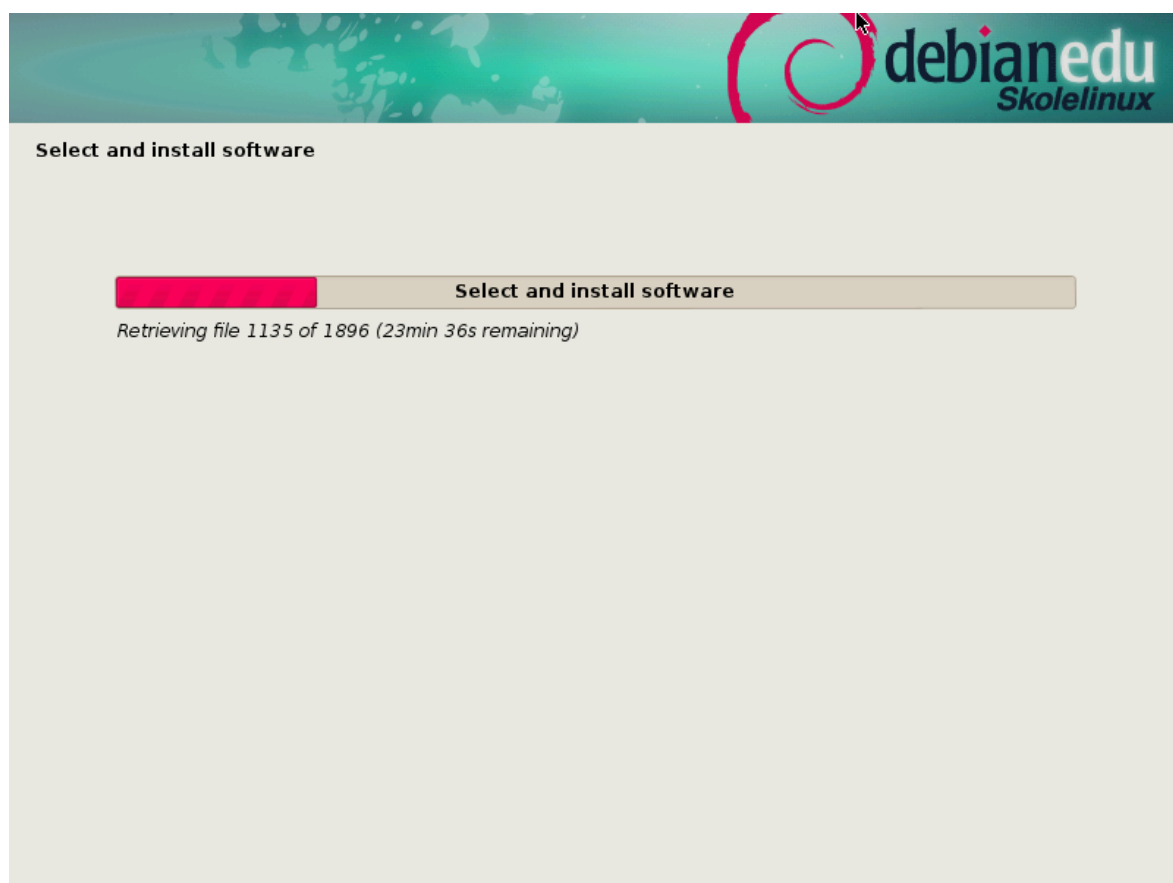 debianedu
Skolelinux
Select and install software
Select and install software
Retrieving file 1135 of 1896 (23min 36s remaining)